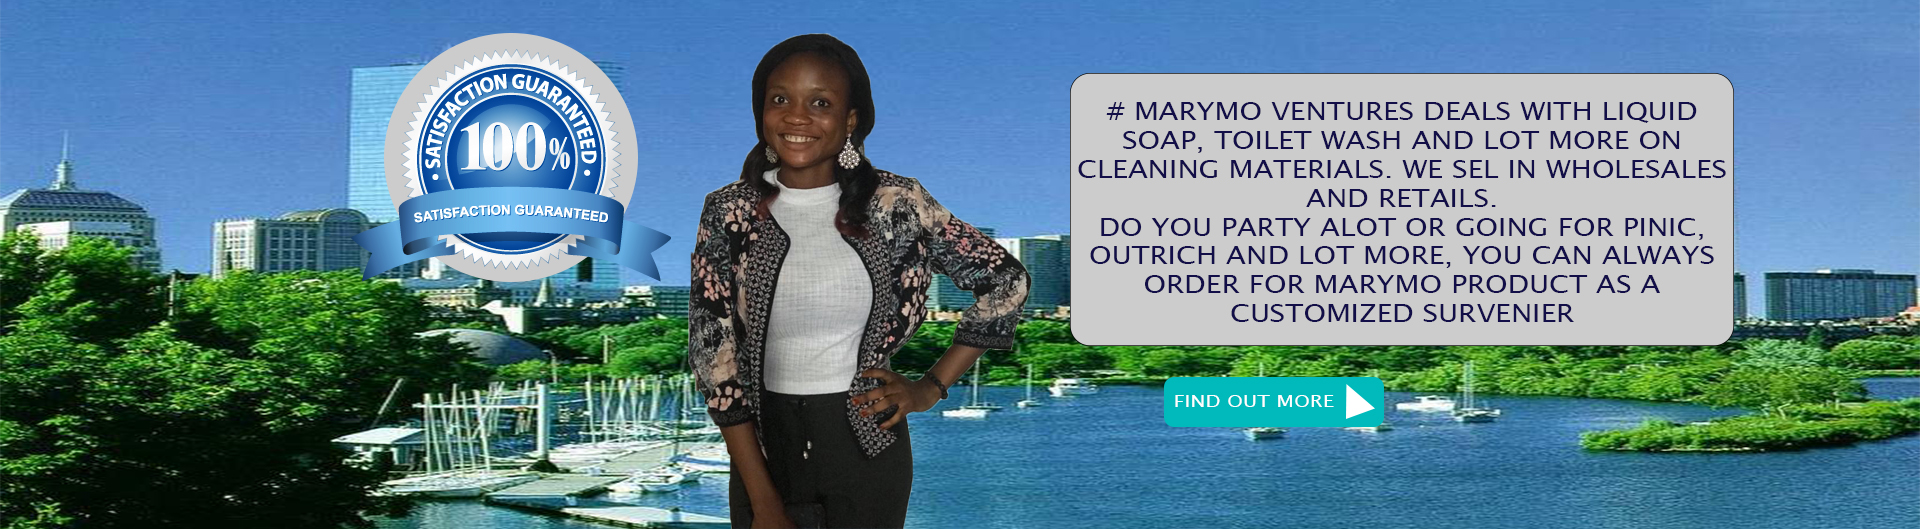 SATISFACTION GUARANTEED
100%
SATISFACTION GUARANTEED
# MARYMO VENTURES DEALS WITH LIQUID
SOAP, TOILET WASH AND LOT MORE ON
CLEANING MATERIALS. WE SEL IN WHOLESALES
AND RETAILS.
DO YOU PARTY ALOT OR GOING FOR PINIC,
OUTRICH AND LOT MORE, YOU CAN ALWAYS
ORDER FOR MARYMO PRODUCT AS A
CUSTOMIZED SURVENIER
FIND OUT MORE